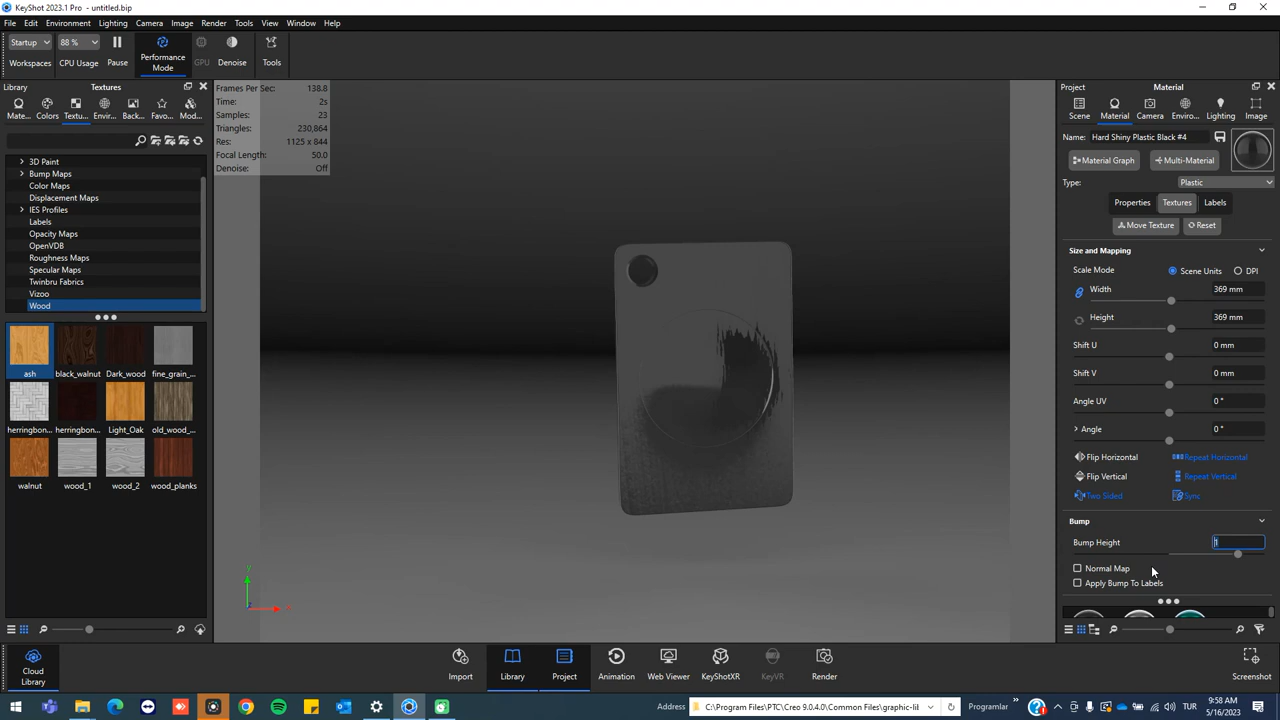 KeyShot 2023.1 Pro - untitled.bip
File Edit Environment Lighting Camera Image Render Tools View Window Help
Startup 88 %
Workspaces CPU Usage Pause Performance Mode GPU Denoise Tools
Library Textures
Mate... Colors Textu... Envir... Back... Favo... Mod...
3D Paint
Bump Maps
Color Maps
Displacement Maps
IES Profiles
Labels
Opacity Maps
OpenVDB
Roughness Maps
Specular Maps
Twinbru Fabrics
Vizoo
Wood
ash black_walnut Dark_wood fine_grain_...
herringbon... herringbon... Light_Oak old_wood_...
walnut wood_1 wood_2 wood_planks
Frames Per Sec: 138.8
Time: 2s
Samples: 23
Triangles: 230,864
Res: 1125 x 844
Focal Length: 50.0
Denoise: Off
Project Material
Scene Material Camera Enviro... Lighting Image
Name: Hard Shiny Plastic Black #4
Material Graph Multi-Material
Type: Plastic
Properties Textures Labels
Move Texture Reset
Size and Mapping
Scale Mode Scene Units DPI
Width 369 mm
Height 369 mm
Shift U 0 mm
Shift V 0 mm
Angle UV 0 °
Angle 0 °
Flip Horizontal Repeat Horizontal
Flip Vertical Repeat Vertical
Two Sided Sync
Bump
Bump Height 1
Normal Map
Apply Bump To Labels
Cloud Library
Import Library Project Animation Web Viewer KeyShotXR KeyVR Render Screenshot
Address C:\Program Files\PTC\Creo 9.0.4.0\Common Files\graphic-lib
Programlar
TUR
9:58 AM
5/16/2023